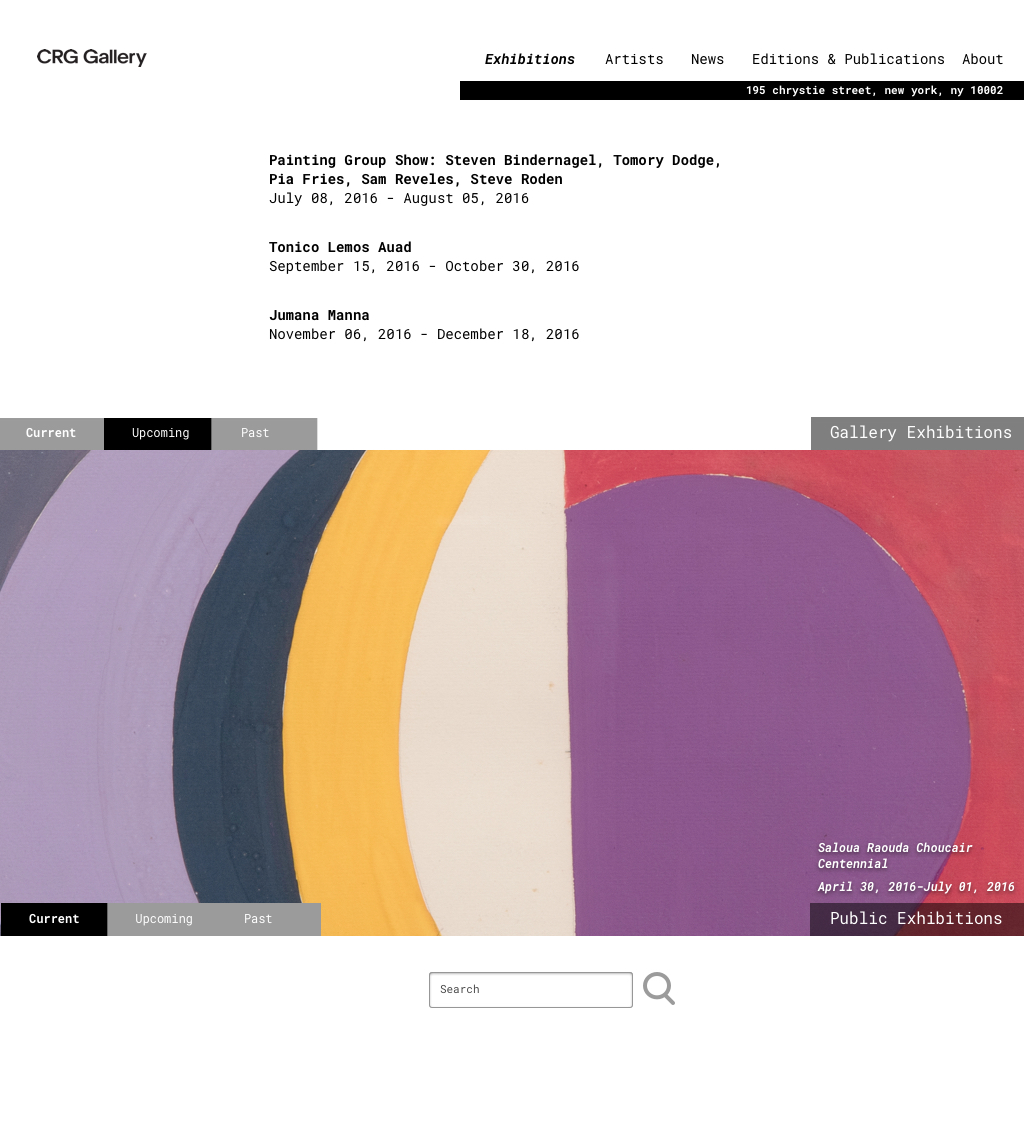 CRG Gallery
Exhibitions Artists News Editions & Publications About
195 chrystie street, new york, ny 10002
Painting Group Show: Steven Bindernagel, Tomory Dodge,
Pia Fries, Sam Reveles, Steve Roden
July 08, 2016 - August 05, 2016
Tonico Lemos Auad
September 15, 2016 - October 30, 2016
Jumana Manna
November 06, 2016 - December 18, 2016
Current Upcoming Past
Gallery Exhibitions
Saloua Raouda Choucair
Centennial
April 30, 2016-July 01, 2016
Current Upcoming Past
Public Exhibitions
Search